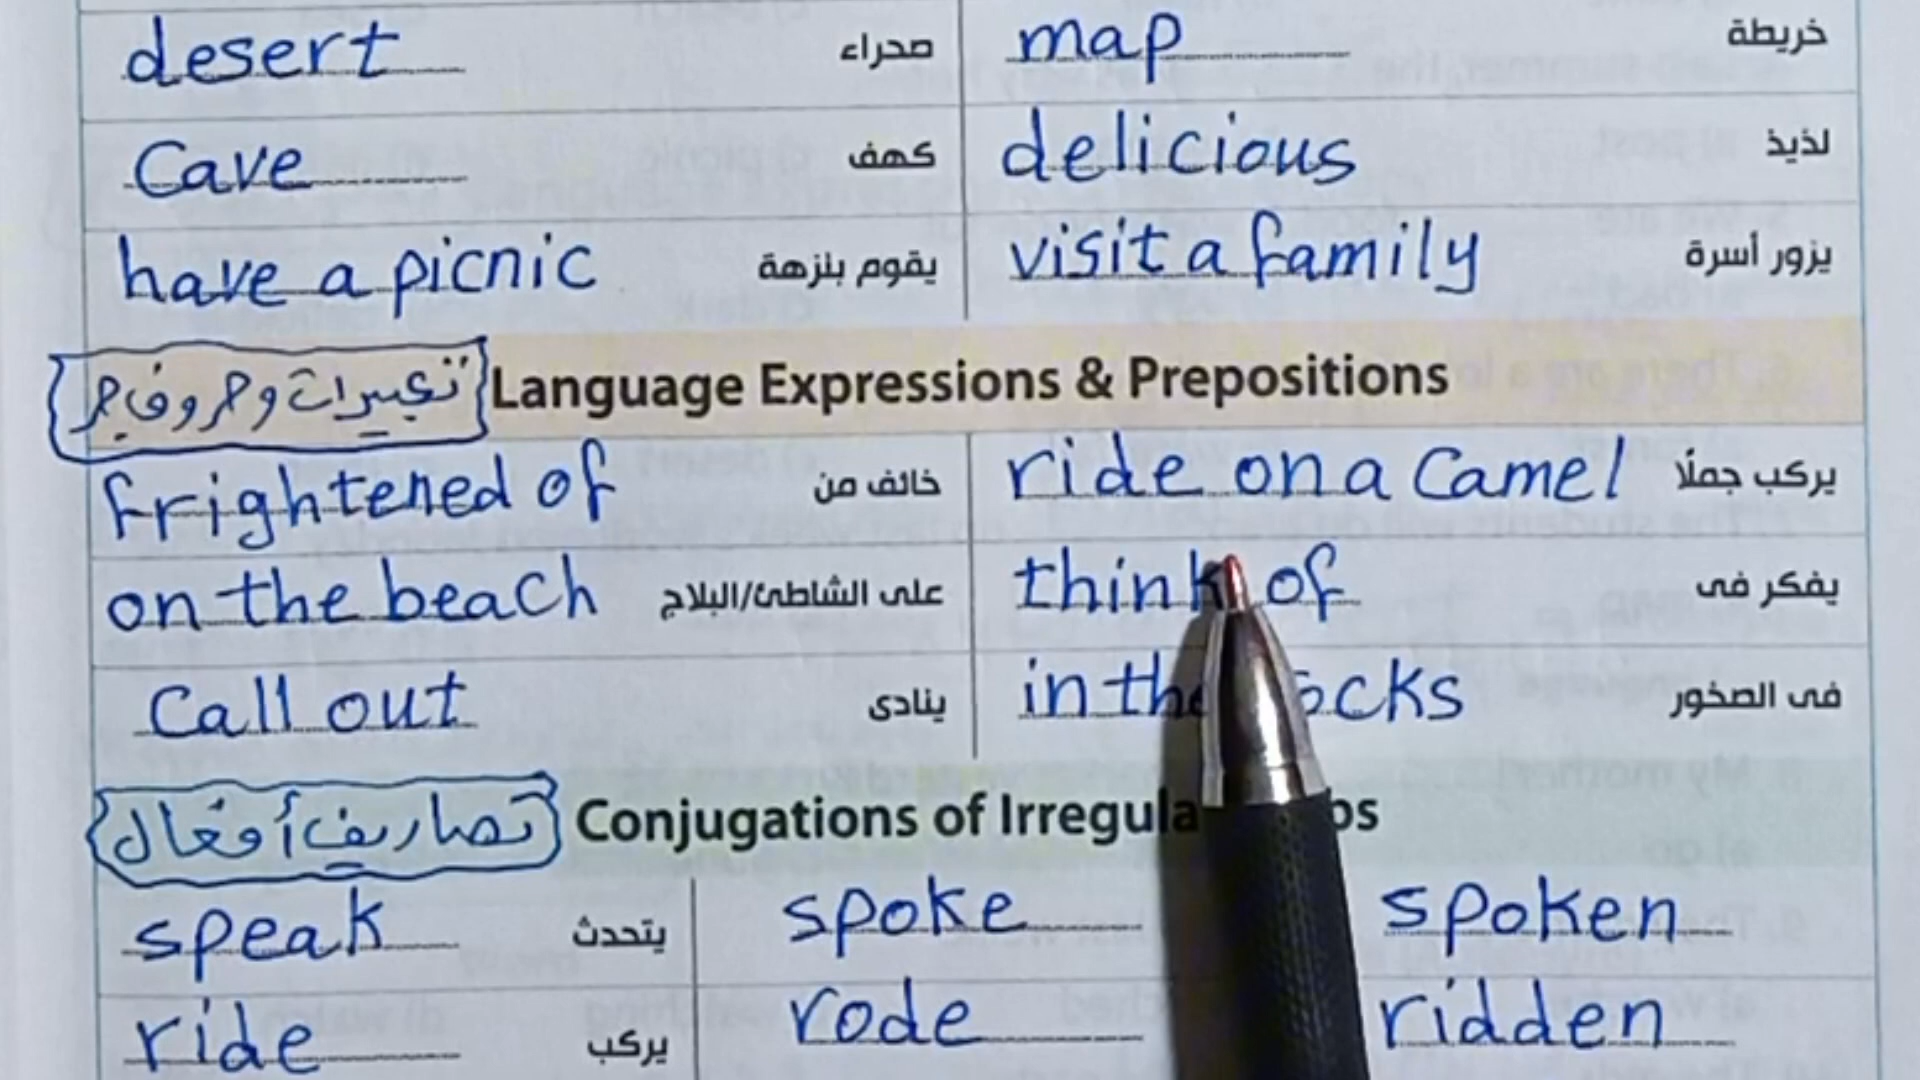 desert صحراء map خريطة
Cave كهف delicious لذيذ
have a picnic يقوم بنزهة visit a family يزور أسرة
تعبيرات وحروف جر Language Expressions & Prepositions
frightened of خائف من ride on a Camel يركب جملًا
on the beach على الشاطئ/البلاج think of يفكر فى
Call out ينادى in the فى الصخور
تصاريف أفعال Conjugations of
speak يتحدث spoke spoken
ride يركب rode ridden